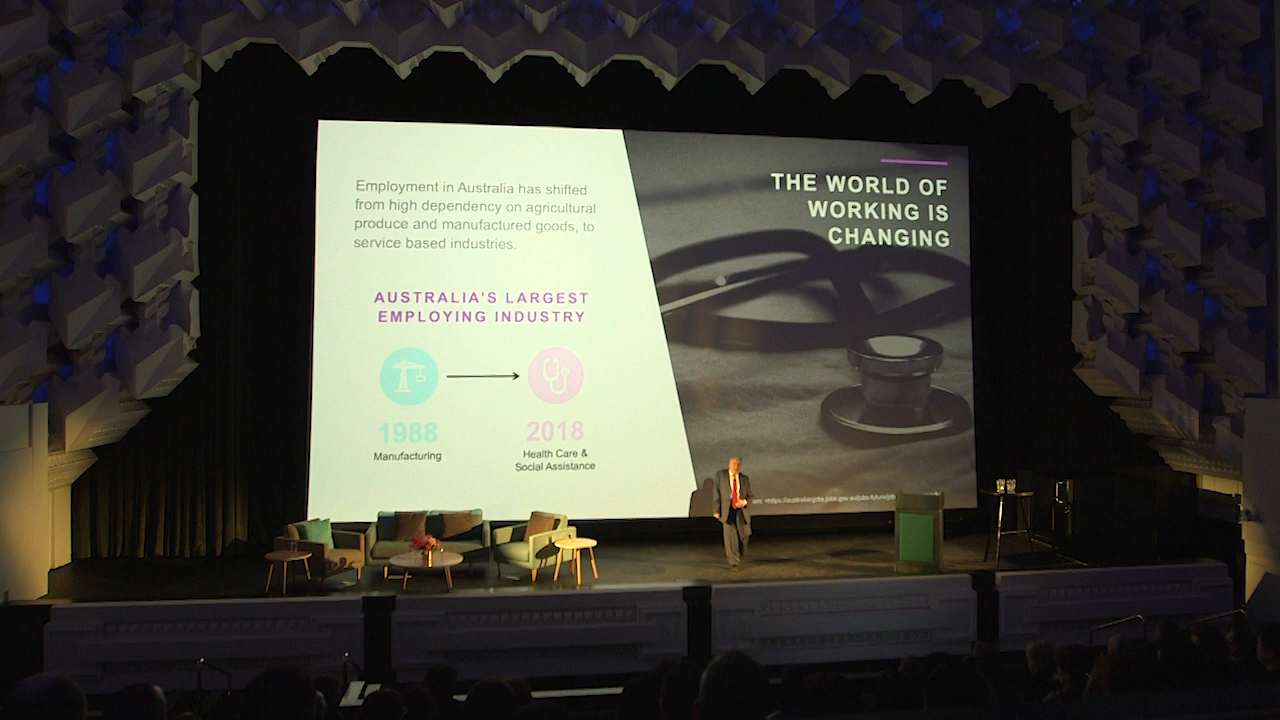 Employment in Australia has shifted
from high dependency on agricultural
produce and manufactured goods, to
service based industries.
AUSTRALIA'S LARGEST
EMPLOYING INDUSTRY
1988
Manufacturing
2018
Health Care &
Social Assistance
THE WORLD OF
WORKING IS
CHANGING